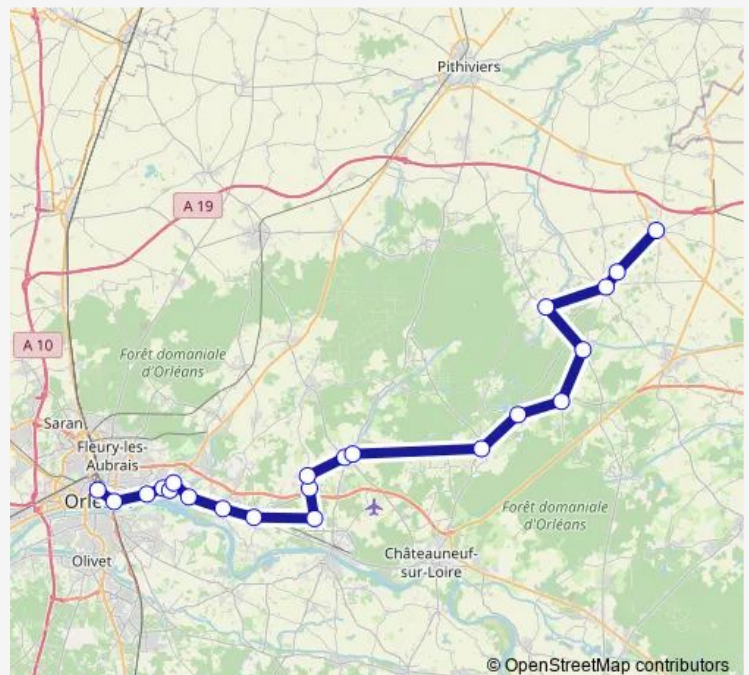 Pithiviers
A 19
A 10
Forêt domaniale
d'Orléans
Saran
Fleury-les-
Aubrais
Orlé
Forêt domaniale
d'Orléans
Châteauneuf-
sur-Loire
Olivet
© OpenStreetMap contributors